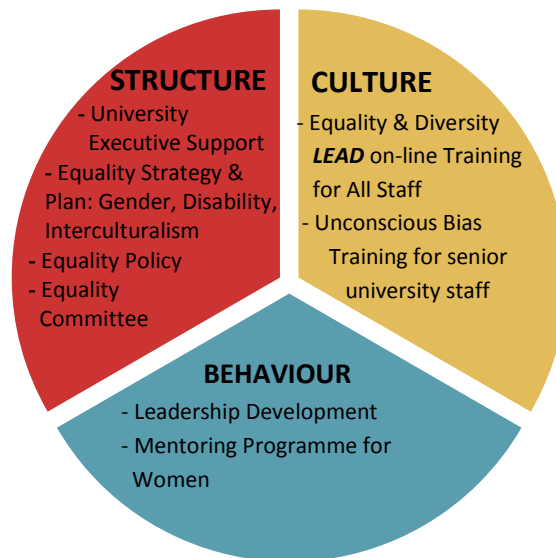 STRUCTURE
- University
Executive Support
- Equality Strategy &
Plan: Gender, Disability,
Interculturalism
- Equality Policy
- Equality
Committee
CULTURE
- Equality & Diversity
LEAD on-line Training
for All Staff
- Unconscious Bias
Training for senior
university staff
BEHAVIOUR
- Leadership Development
- Mentoring Programme for
Women